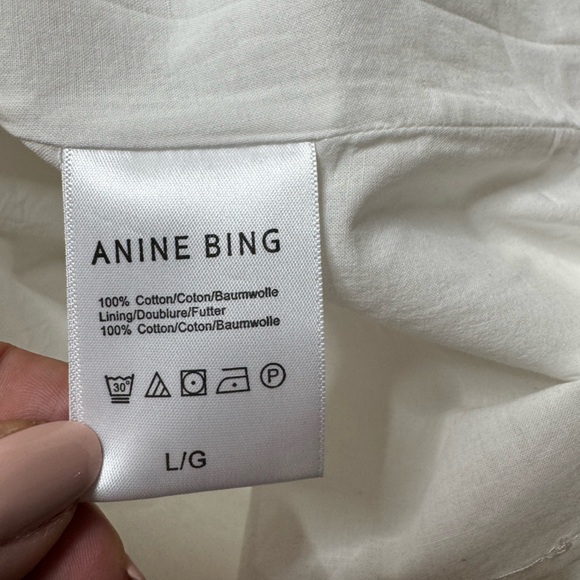 ANINE BING
100% Cotton/Coton/Baumwolle
Lining/Doublure/Futter
100% Cotton/Coton/Baumwolle
30° P
L/G